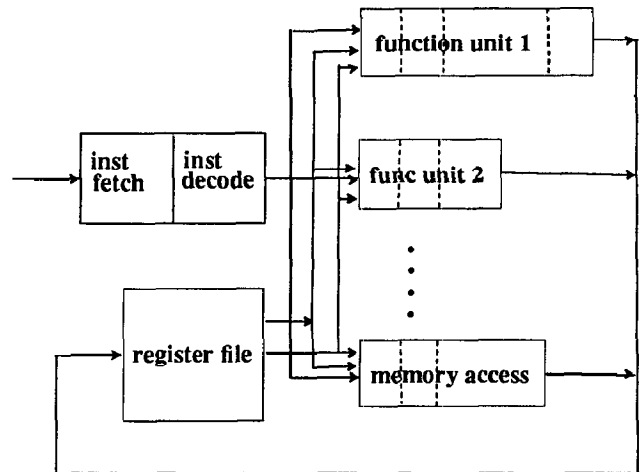 function unit 1
inst
fetch
inst
decode
func unit 2
register file
memory access